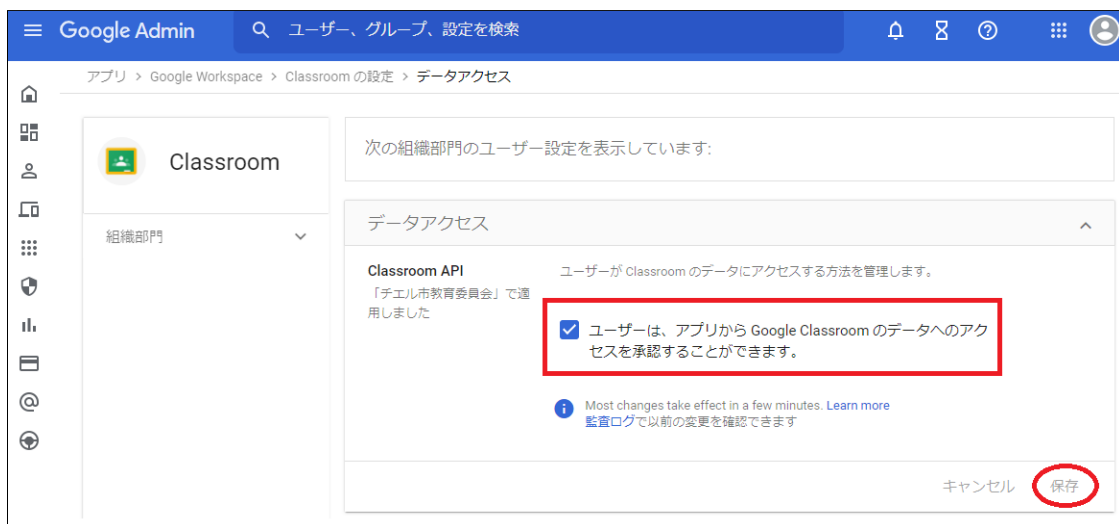 Google Admin
ユーザー、グループ、設定を検索
アプリ > Google Workspace > Classroom の設定 > データアクセス
Classroom
組織部門
次の組織部門のユーザー設定を表示しています:
データアクセス
Classroom API
「チエル市教育委員会」で適
用しました
ユーザーが Classroom のデータにアクセスする方法を管理します。
ユーザーは、アプリから Google Classroom のデータへのアク
セスを承認することができます。
Most changes take effect in a few minutes. Learn more
監査ログで以前の変更を確認できます
キャンセル
保存